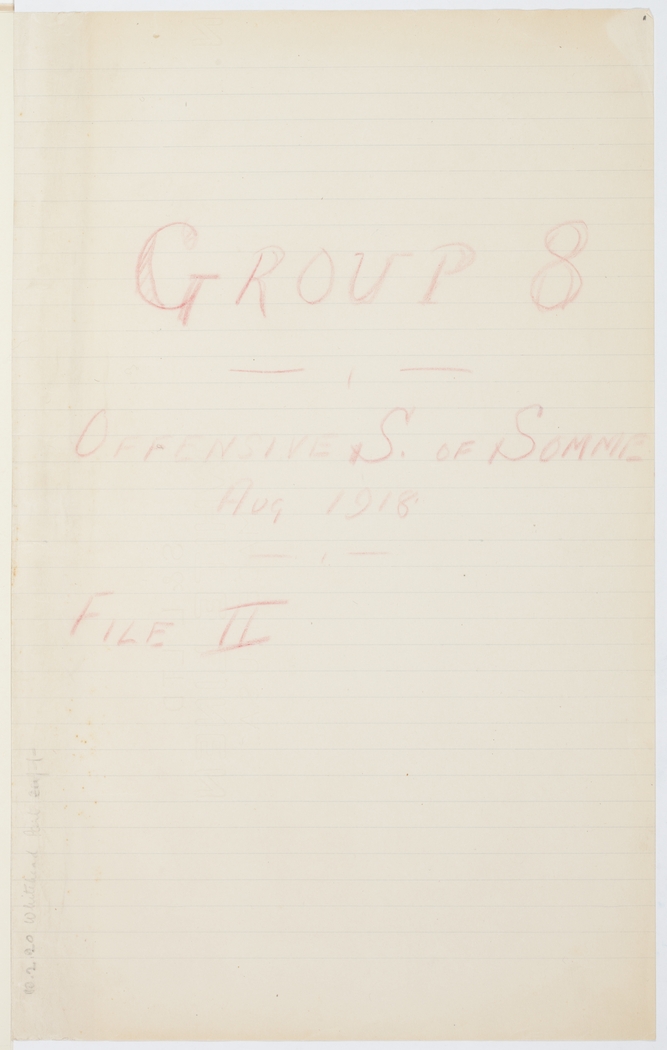 GROUP 8
OFFENSIVE S. OF SOMME
AUG 1918
FILE II